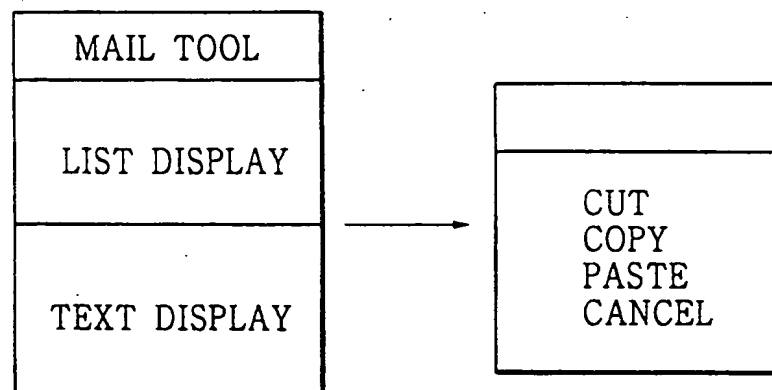 MAIL TOOL
LIST DISPLAY
TEXT DISPLAY
CUT
COPY
PASTE
CANCEL